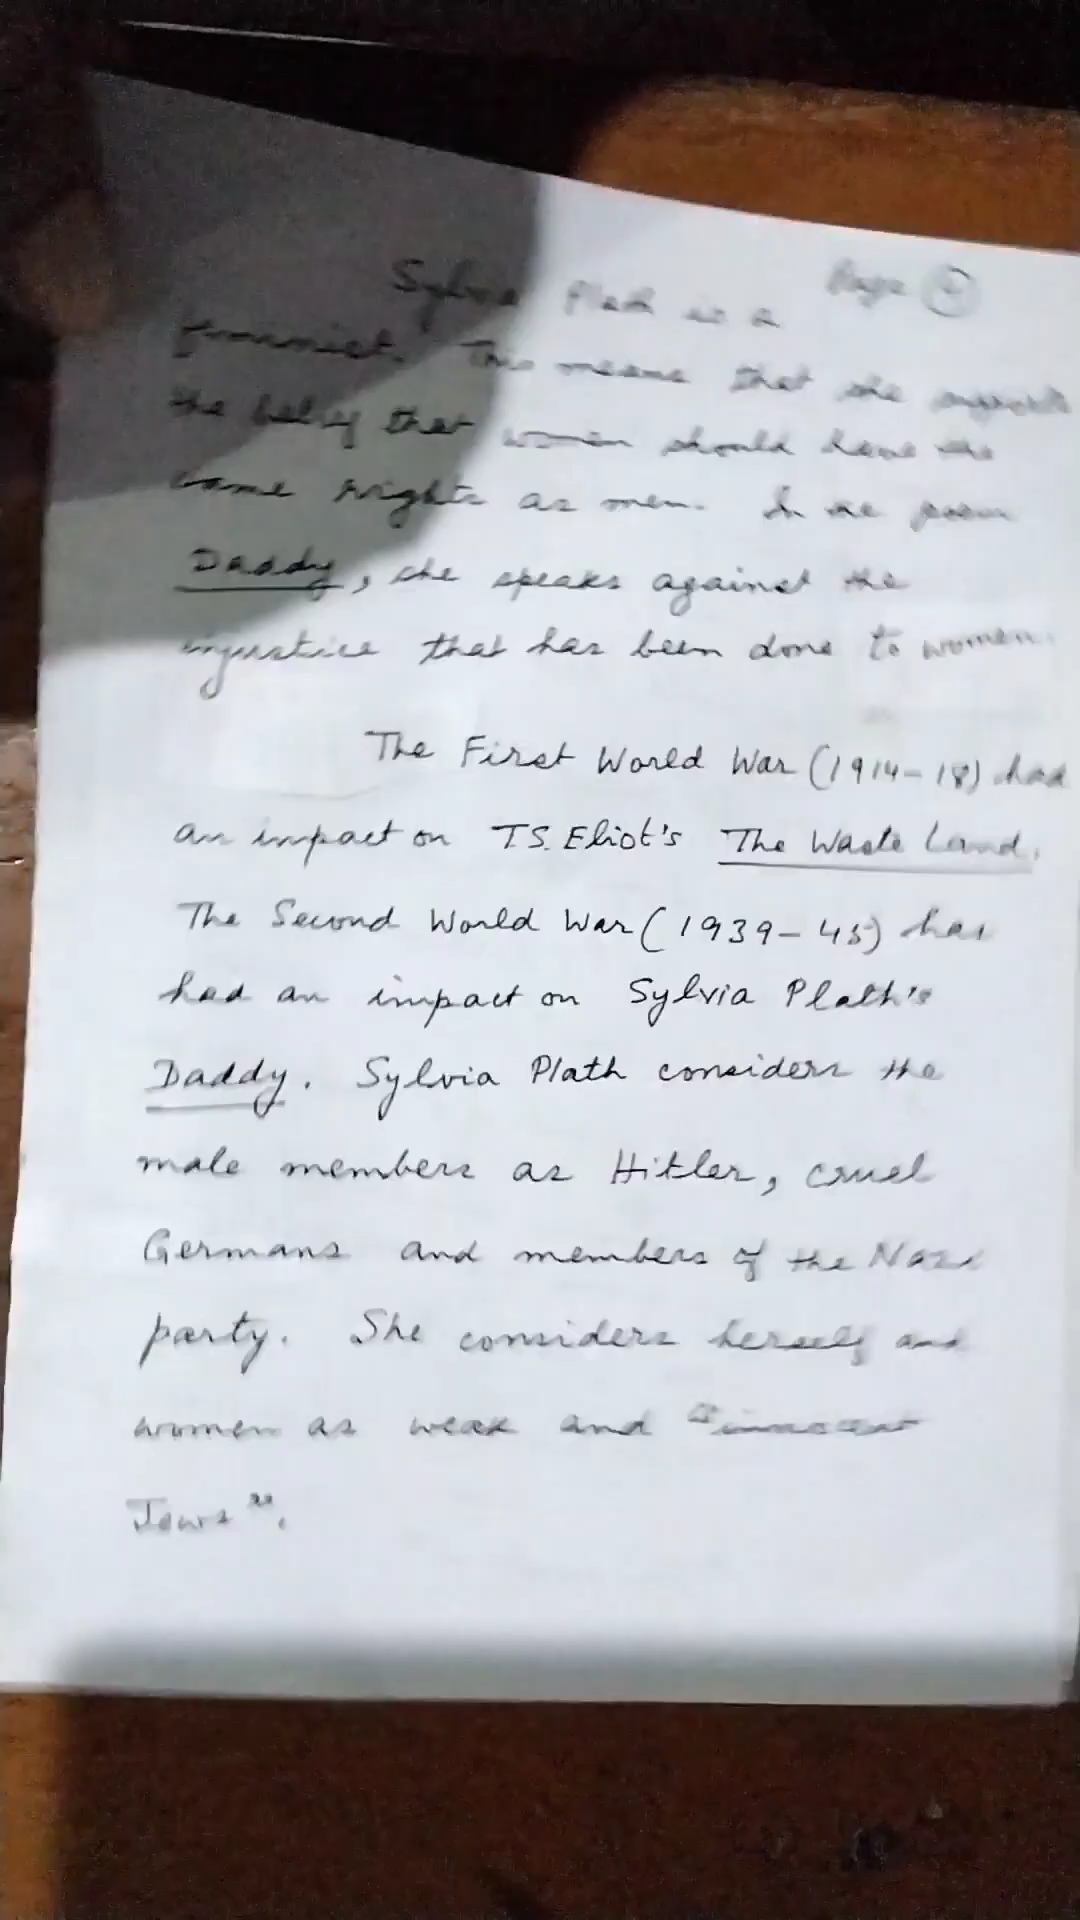 Page
Sylvia Plath is a
feminist. This means that she supports
the belief that women should have the
same rights as men. In the poem
Daddy, she speaks against the
injustice that has been done to women.
The First World War (1914-18) had
an impact on T.S. Eliot's The Waste Land.
The Second World War (1939-45) has
had an impact on Sylvia Plath's
Daddy. Sylvia Plath considers the
male members as Hitler, cruel
Germans and members of the Nazi
party. She considers herself and
women as weak and "innocent
Jews".